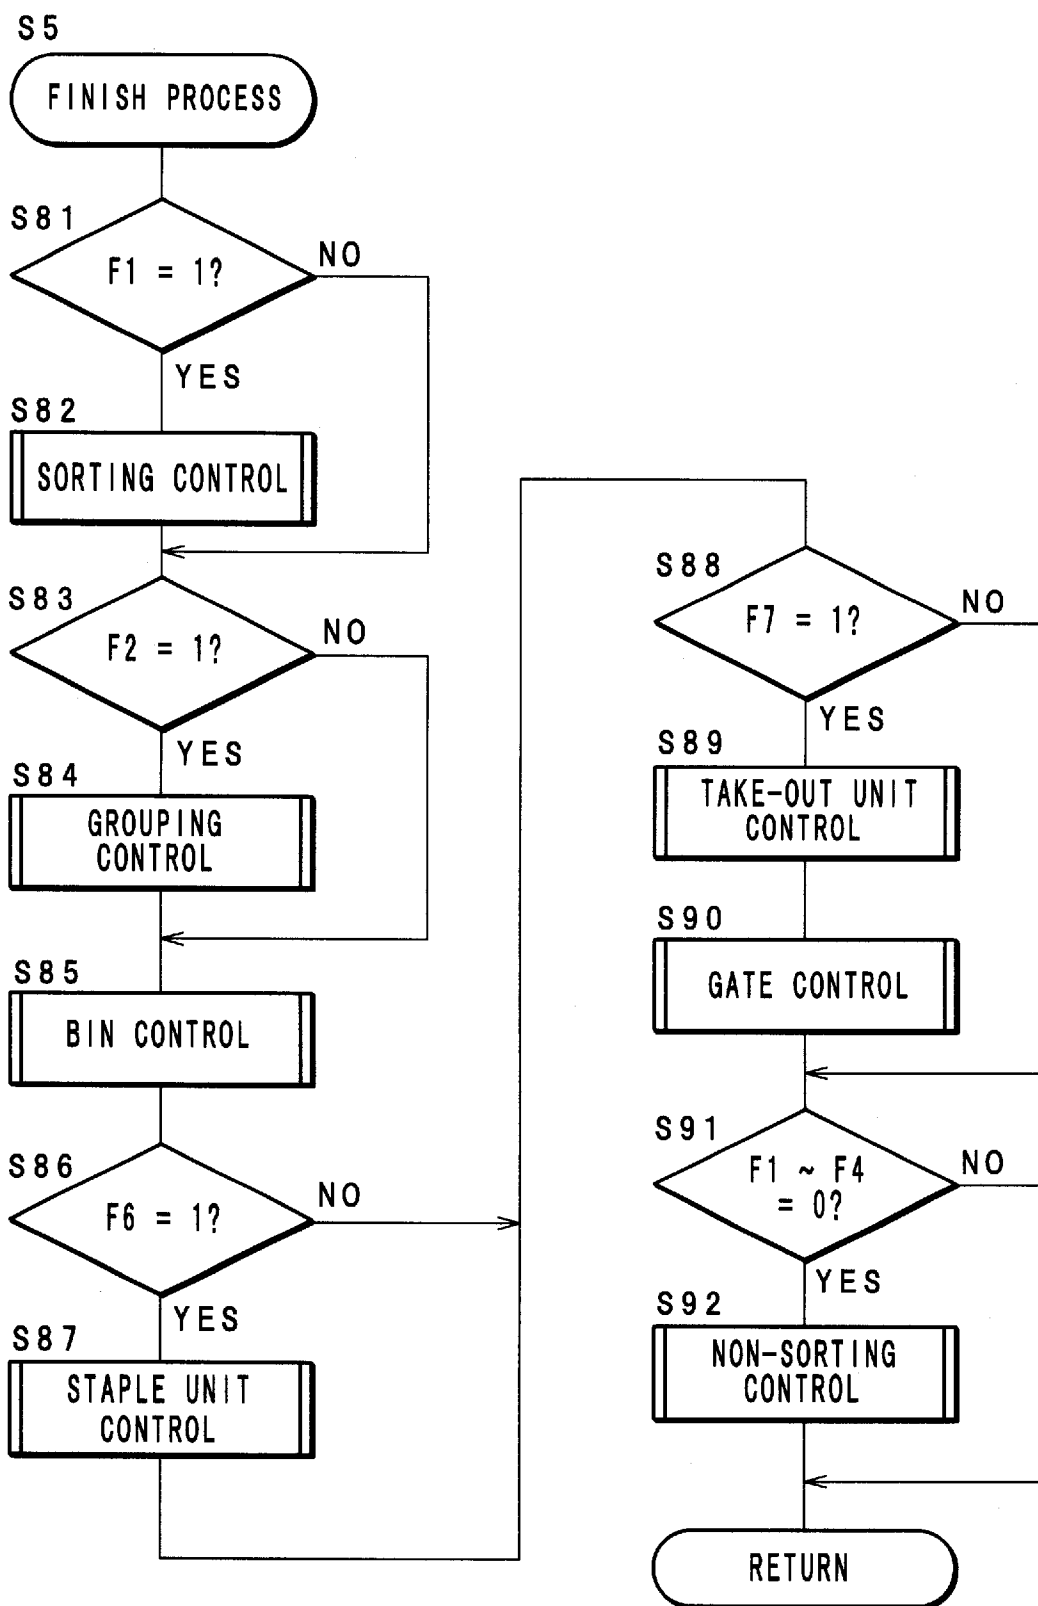 S5
FINISH PROCESS
S81
F1 = 1?
NO
YES
S82
SORTING CONTROL
S83
F2 = 1?
NO
YES
S84
GROUPING
CONTROL
S85
BIN CONTROL
S86
F6 = 1?
NO
YES
S87
STAPLE UNIT
CONTROL
S88
F7 = 1?
NO
YES
S89
TAKE-OUT UNIT
CONTROL
S90
GATE CONTROL
S91
F1 ~ F4
= 0?
NO
YES
S92
NON-SORTING
CONTROL
RETURN